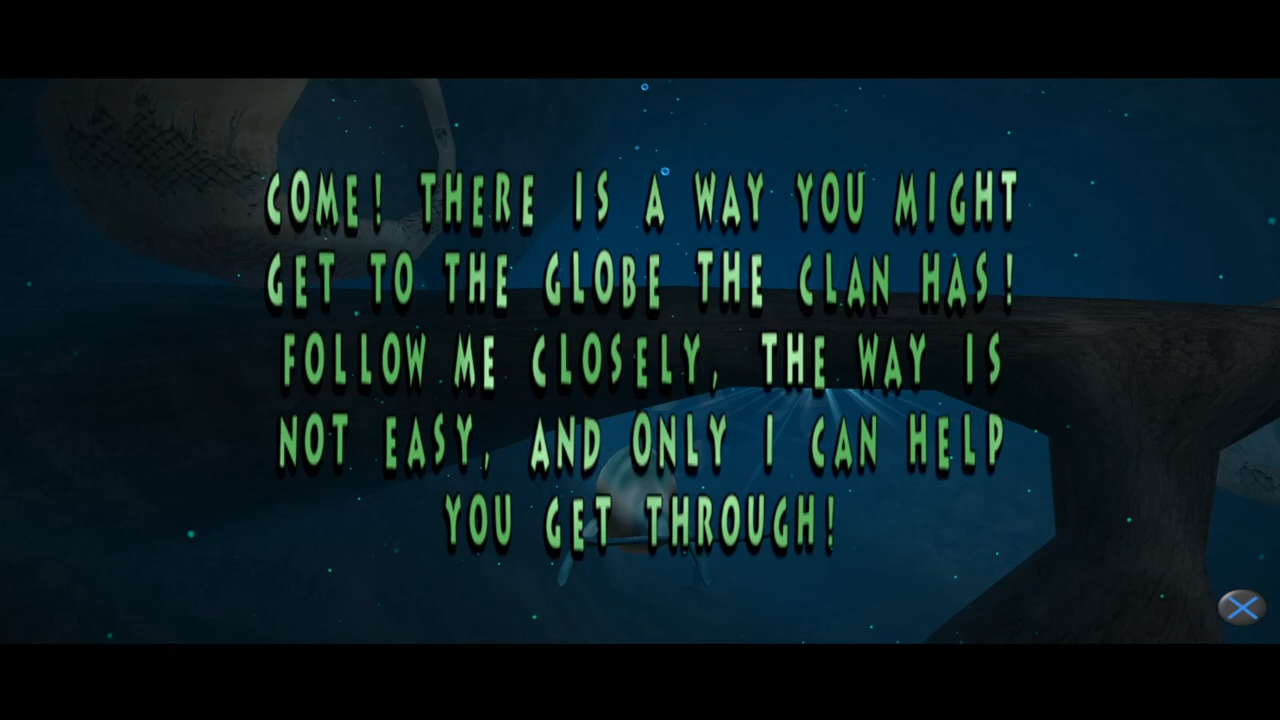 COME! THERE IS A WAY YOU MIGHT
GET TO THE GLOBE THE CLAN HAS!
FOLLOW ME CLOSELY, THE WAY IS
NOT EASY, AND ONLY I CAN HELP
YOU GET THROUGH!